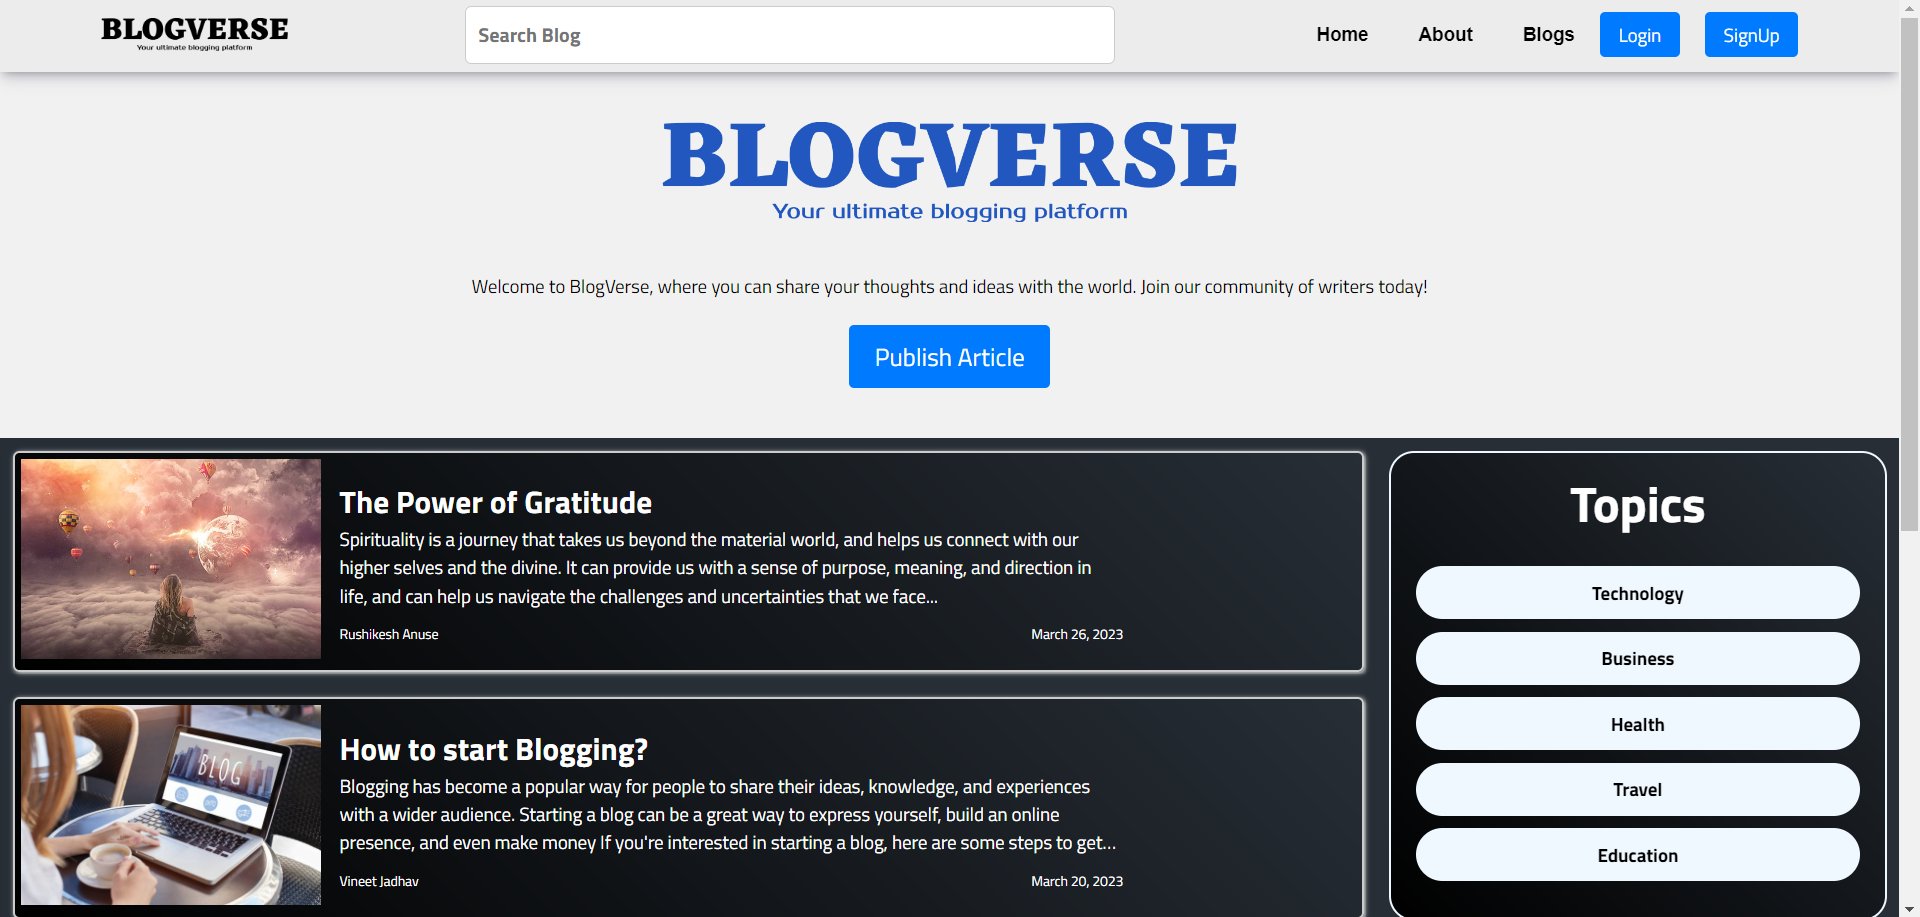 BLOGVERSE
Your ultimate blogging platform
Search Blog
Home
About
Blogs
Login
SignUp
BLOGVERSE
Your ultimate blogging platform
Welcome to BlogVerse, where you can share your thoughts and ideas with the world. Join our community of writers today!
Publish Article
The Power of Gratitude
Spirituality is a journey that takes us beyond the material world, and helps us connect with our
higher selves and the divine. It can provide us with a sense of purpose, meaning, and direction in
life, and can help us navigate the challenges and uncertainties that we face...
Rushikesh Anuse
March 26, 2023
BLOG
How to start Blogging?
Blogging has become a popular way for people to share their ideas, knowledge, and experiences
with a wider audience. Starting a blog can be a great way to express yourself, build an online
presence, and even make money If you're interested in starting a blog, here are some steps to get...
Vineet Jadhav
March 20, 2023
Topics
Technology
Business
Health
Travel
Education